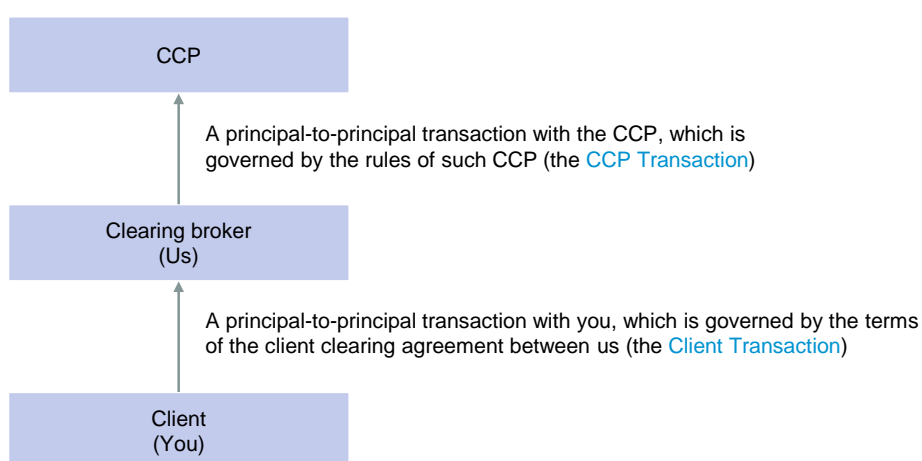 CCP
A principal-to-principal transaction with the CCP, which is
governed by the rules of such CCP (the CCP Transaction)
Clearing broker
(Us)
A principal-to-principal transaction with you, which is governed by the terms
of the client clearing agreement between us (the Client Transaction)
Client
(You)